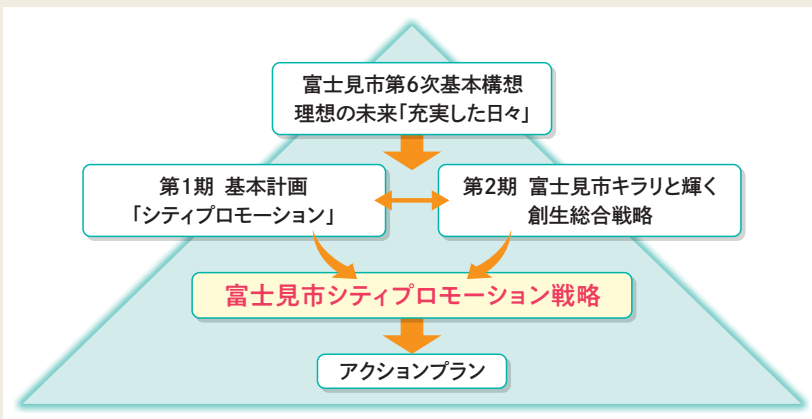 富士見市第6次基本構想
理想の未来「充実した日々」
第1期 基本計画
「シティプロモーション」
第2期 富士見市キラリと輝く
創生総合戦略
富士見市シティプロモーション戦略
アクションプラン